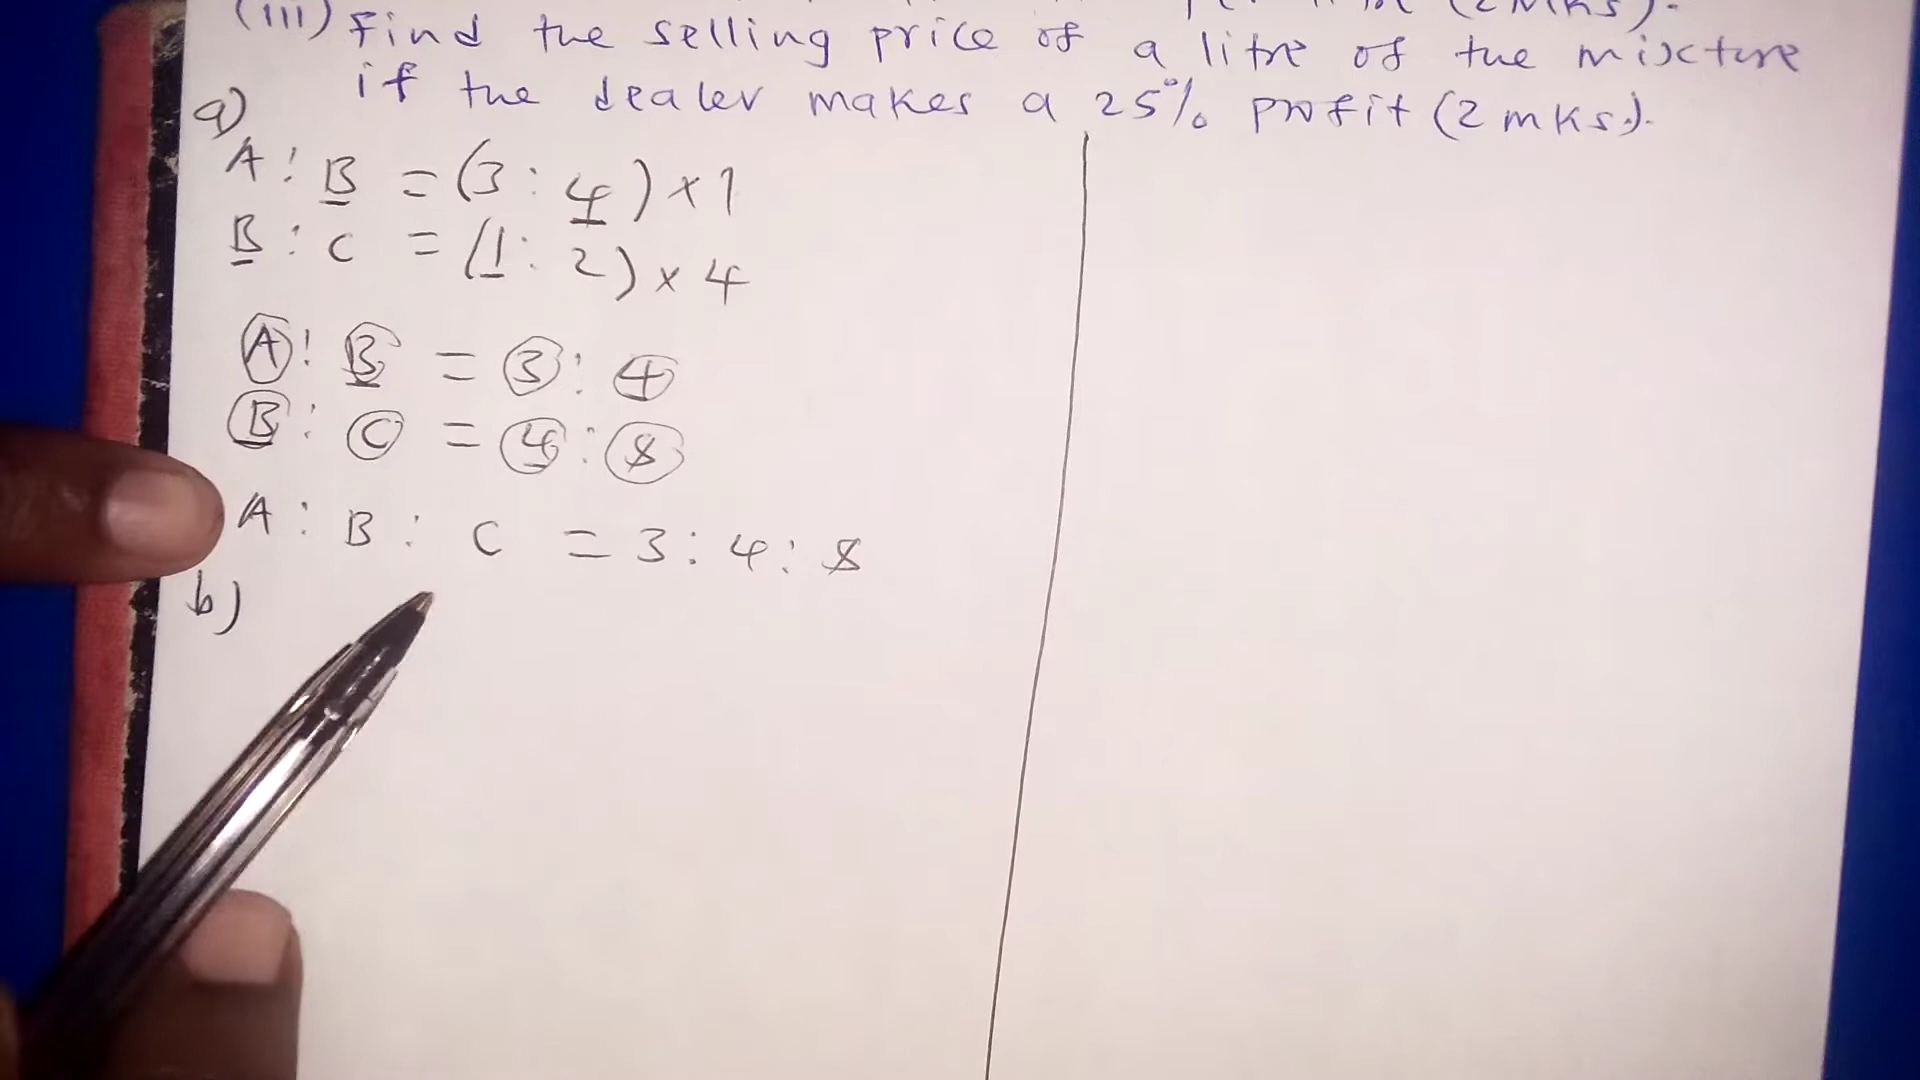 (iii) Find the selling price of a litre of the mixture
if the dealer makes a 25% profit (2 mks).
a)
A : B = (3 : 4) × 1
B : C = (1 : 2) × 4
A : B = 3 : 4
B : C = 4 : 8
A : B : C = 3 : 4 : 8
b)